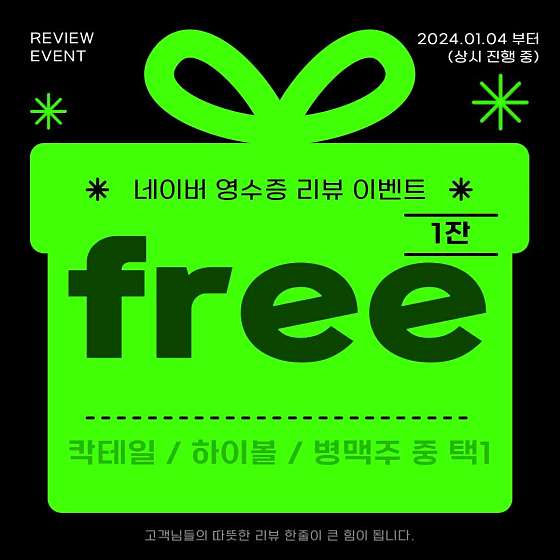 REVIEW
EVENT
2024.01.04 부터
(상시 진행 중)
네이버 영수증 리뷰 이벤트
1잔
free
칵테일 / 하이볼 / 병맥주 중 택1
고객님들의 따뜻한 리뷰 한줄이 큰 힘이 됩니다.